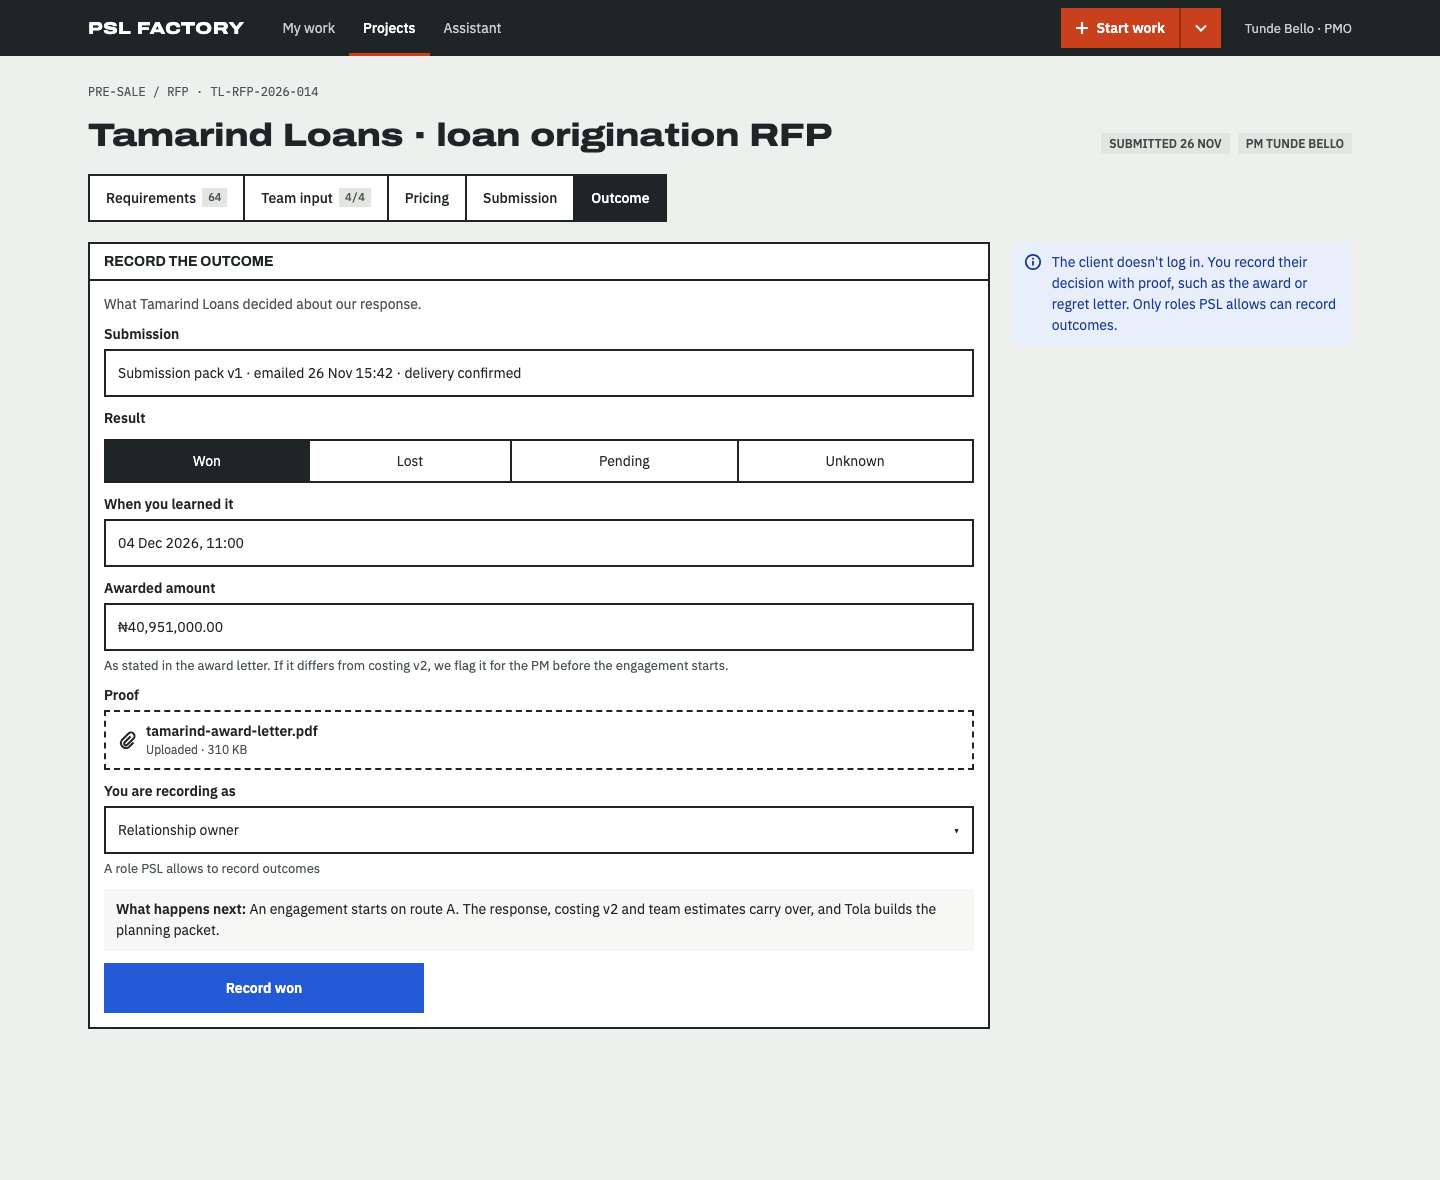 PSL FACTORY
My work
Projects
Assistant
Start work
Tunde Bello · PMO
PRE-SALE / RFP · TL-RFP-2026-014
Tamarind Loans · loan origination RFP
SUBMITTED 26 NOV
PM TUNDE BELLO
Requirements 64
Team input 4/4
Pricing
Submission
Outcome
RECORD THE OUTCOME
What Tamarind Loans decided about our response.
Submission
Submission pack v1 · emailed 26 Nov 15:42 · delivery confirmed
Result
Won
Lost
Pending
Unknown
When you learned it
04 Dec 2026, 11:00
Awarded amount
₦40,951,000.00
As stated in the award letter. If it differs from costing v2, we flag it for the PM before the engagement starts.
Proof
tamarind-award-letter.pdf
Uploaded · 310 KB
You are recording as
Relationship owner
A role PSL allows to record outcomes
What happens next: An engagement starts on route A. The response, costing v2 and team estimates carry over, and Tola builds the
planning packet.
Record won
The client doesn't log in. You record their
decision with proof, such as the award or
regret letter. Only roles PSL allows can record
outcomes.